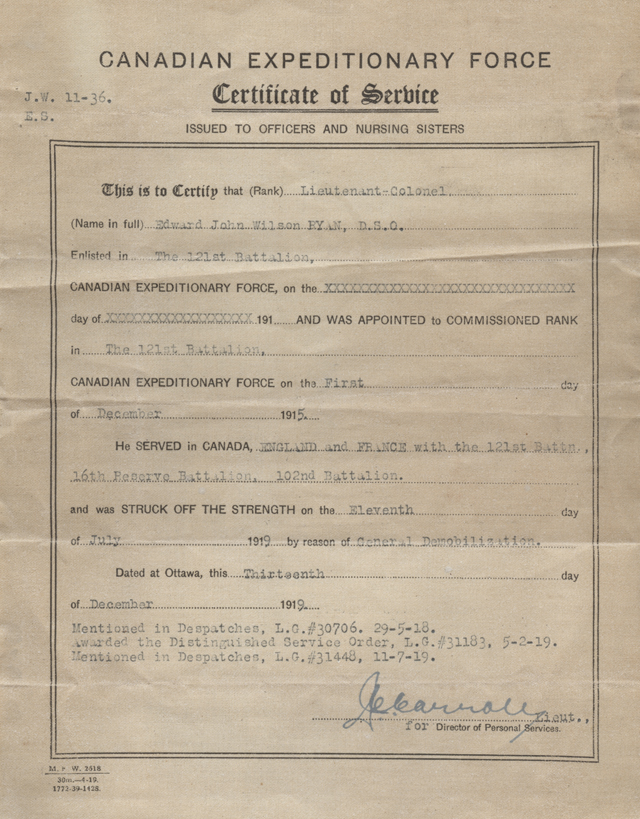 CANADIAN EXPEDITIONARY FORCE
Certificate of Service
J.W. 11-36.
E.S.
ISSUED TO OFFICERS AND NURSING SISTERS
This is to Certify that (Rank) Lieutenant-Colonel
(Name in full) Edward John Wilson RYAN, D.S.O.
Enlisted in The 121st Battalion,
CANADIAN EXPEDITIONARY FORCE, on the XXXXXXXXXXXXXXXXXXXXXXXXXXXXXX
day of XXXXXXXXXXXXXXXXXX 191 AND WAS APPOINTED to COMMISSIONED RANK
in The 121st Battalion,
CANADIAN EXPEDITIONARY FORCE on the First day
of December 1915.
He SERVED in CANADA, ENGLAND and FRANCE with the 121st Battn.,
16th Reserve Battalion, 102nd Battalion.
and was STRUCK OFF THE STRENGTH on the Eleventh day
of July 1919 by reason of General Demobilization.
Dated at Ottawa, this Thirteenth day
of December 1919.
Mentioned in Despatches, L.G.#30706. 29-5-18.
Awarded the Distinguished Service Order, L.G.#31183, 5-2-19.
Mentioned in Despatches, L.G.#31448, 11-7-19.
Lieut.,
for Director of Personal Services.
M. F. W. 2518
30m.—4-19.
1772-39-1428.